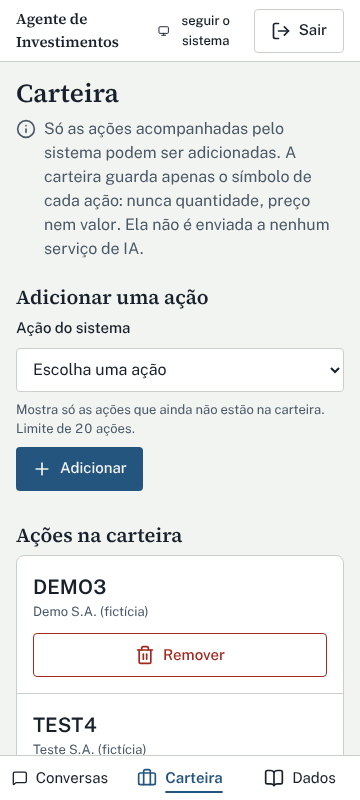 Agente de
Investimentos
seguir o
sistema
Sair
Carteira
Só as ações acompanhadas pelo
sistema podem ser adicionadas. A
carteira guarda apenas o símbolo de
cada ação: nunca quantidade, preço
nem valor. Ela não é enviada a nenhum
serviço de IA.
Adicionar uma ação
Ação do sistema
Escolha uma ação
Mostra só as ações que ainda não estão na carteira.
Limite de 20 ações.
Adicionar
Ações na carteira
DEMO3
Demo S.A. (fictícia)
Remover
TEST4
Teste S.A. (fictícia)
Conversas
Carteira
Dados